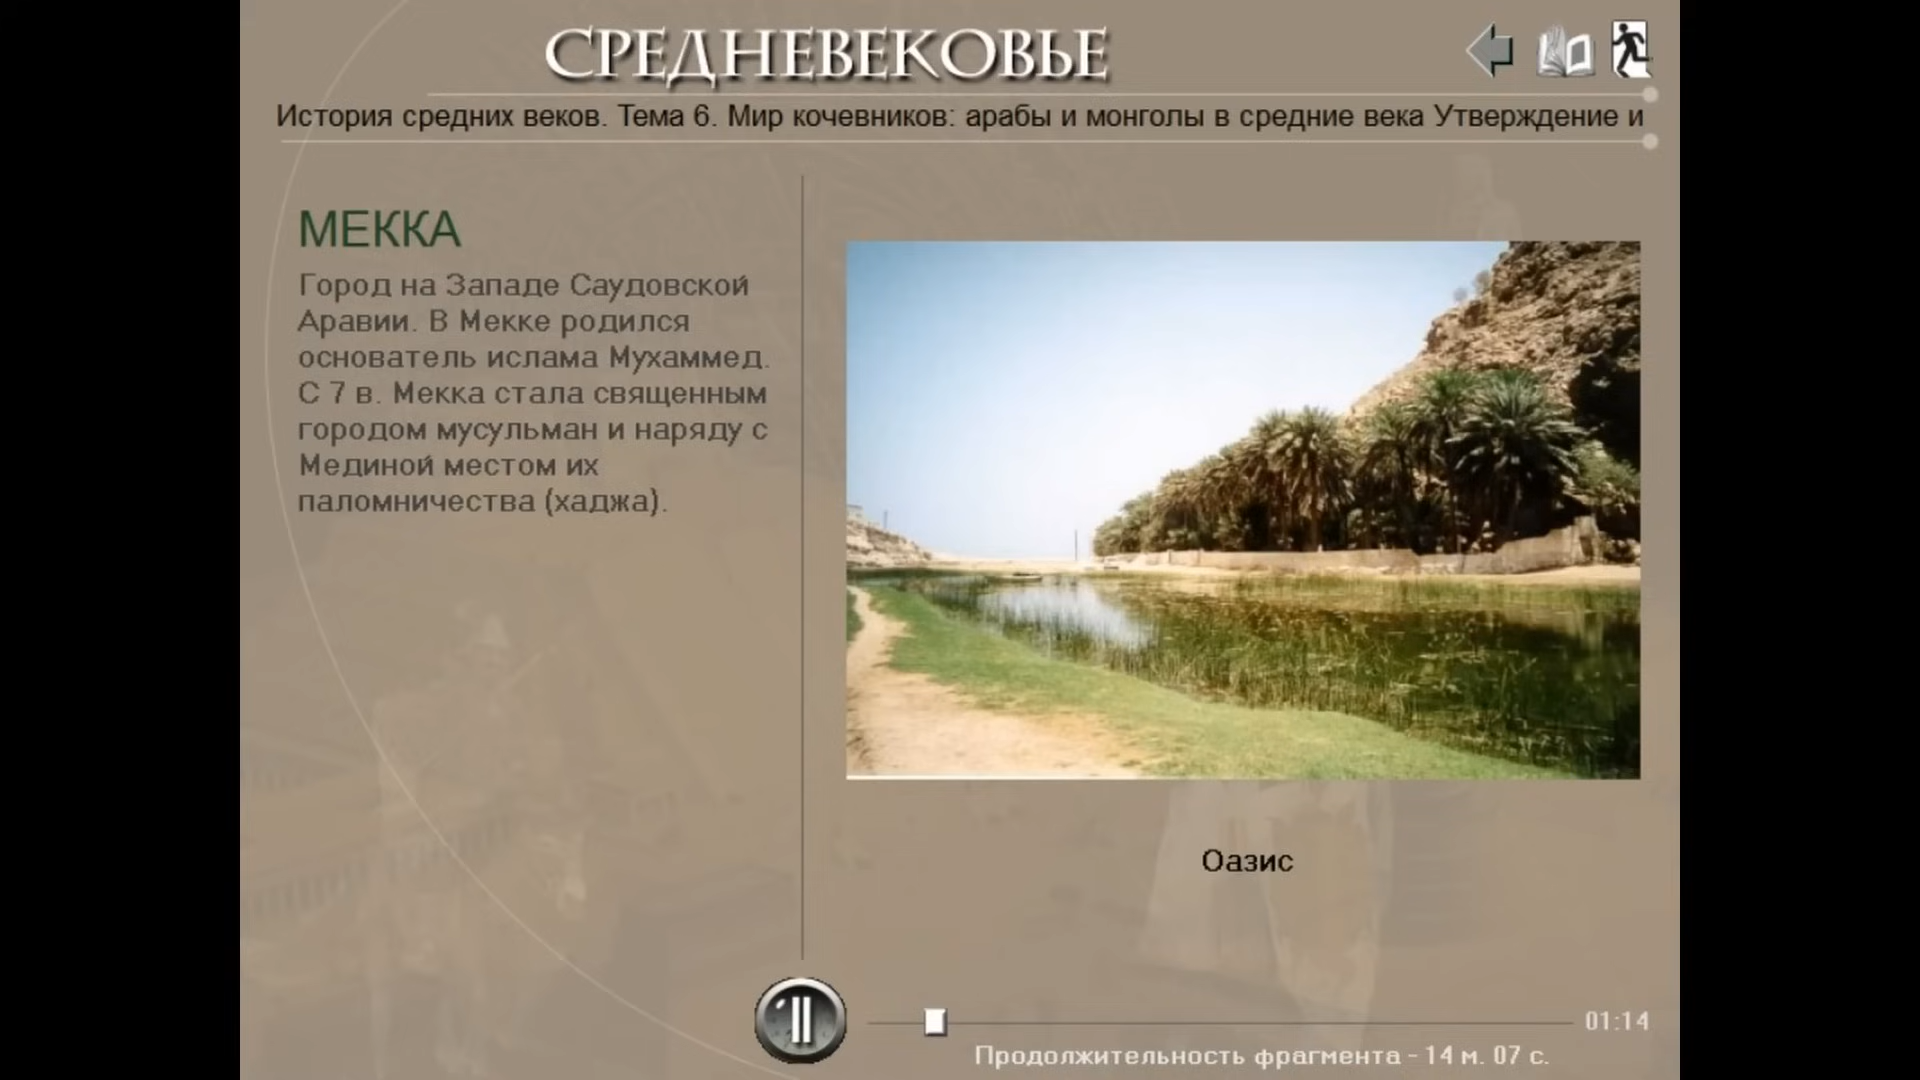 СРЕДНЕВЕКОВЬЕ
История средних веков. Тема 6. Мир кочевников: арабы и монголы в средние века Утверждение и
МЕККА
Город на Западе Саудовской
Аравии. В Мекке родился
основатель ислама Мухаммед.
С 7 в. Мекка стала священным
городом мусульман и наряду с
Мединой местом их
паломничества (хаджа).
Оазис
01:14
Продолжительность фрагмента - 14 м. 07 с.